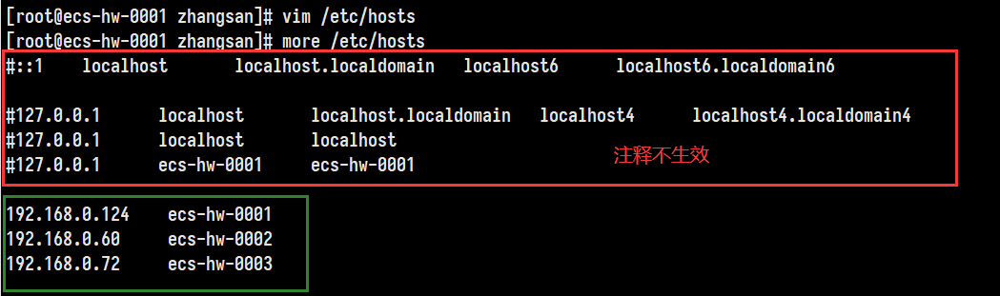 [root@ecs-hw-0001 zhangsan]# vim /etc/hosts
[root@ecs-hw-0001 zhangsan]# more /etc/hosts
#::1    localhost       localhost.localdomain   localhost6      localhost6.localdomain6
#127.0.0.1      localhost       localhost.localdomain   localhost4      localhost4.localdomain4
#127.0.0.1      localhost       localhost
#127.0.0.1      ecs-hw-0001     ecs-hw-0001
注释不生效
192.168.0.124    ecs-hw-0001
192.168.0.60     ecs-hw-0002
192.168.0.72     ecs-hw-0003